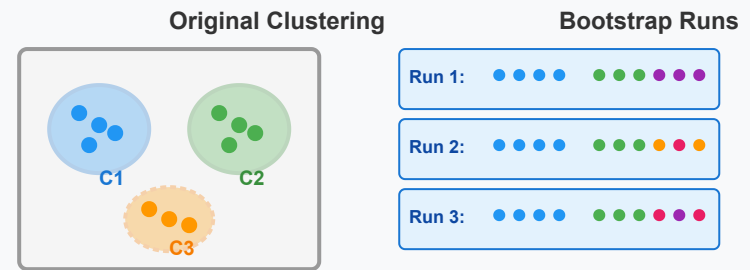 Original Clustering
Bootstrap Runs
C1
C2
C3
Run 1:
Run 2:
Run 3: